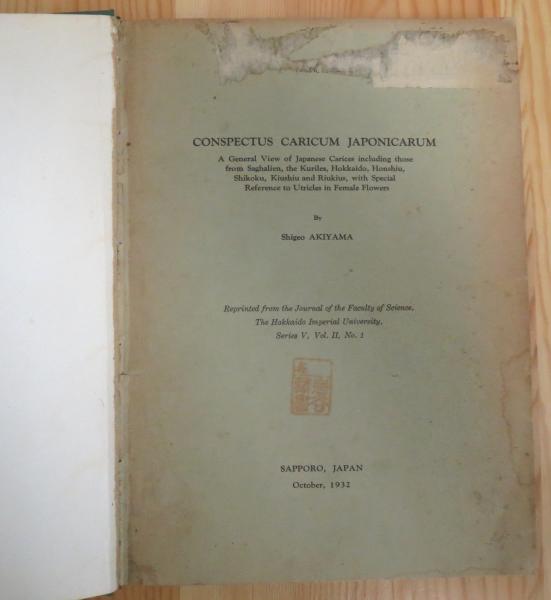 CONSPECTUS CARICUM JAPONICARUM
A General View of Japanese Carices including those
from Saghalien, the Kuriles, Hokkaido, Honshiu,
Shikoku, Kiushiu and Riukius, with Special
Reference to Utricles in Female Flowers
By
Shigeo AKIYAMA
Reprinted from the Journal of the Faculty of Science,
The Hokkaido Imperial University,
Series V, Vol. II, No. 1
SAPPORO, JAPAN
October, 1932